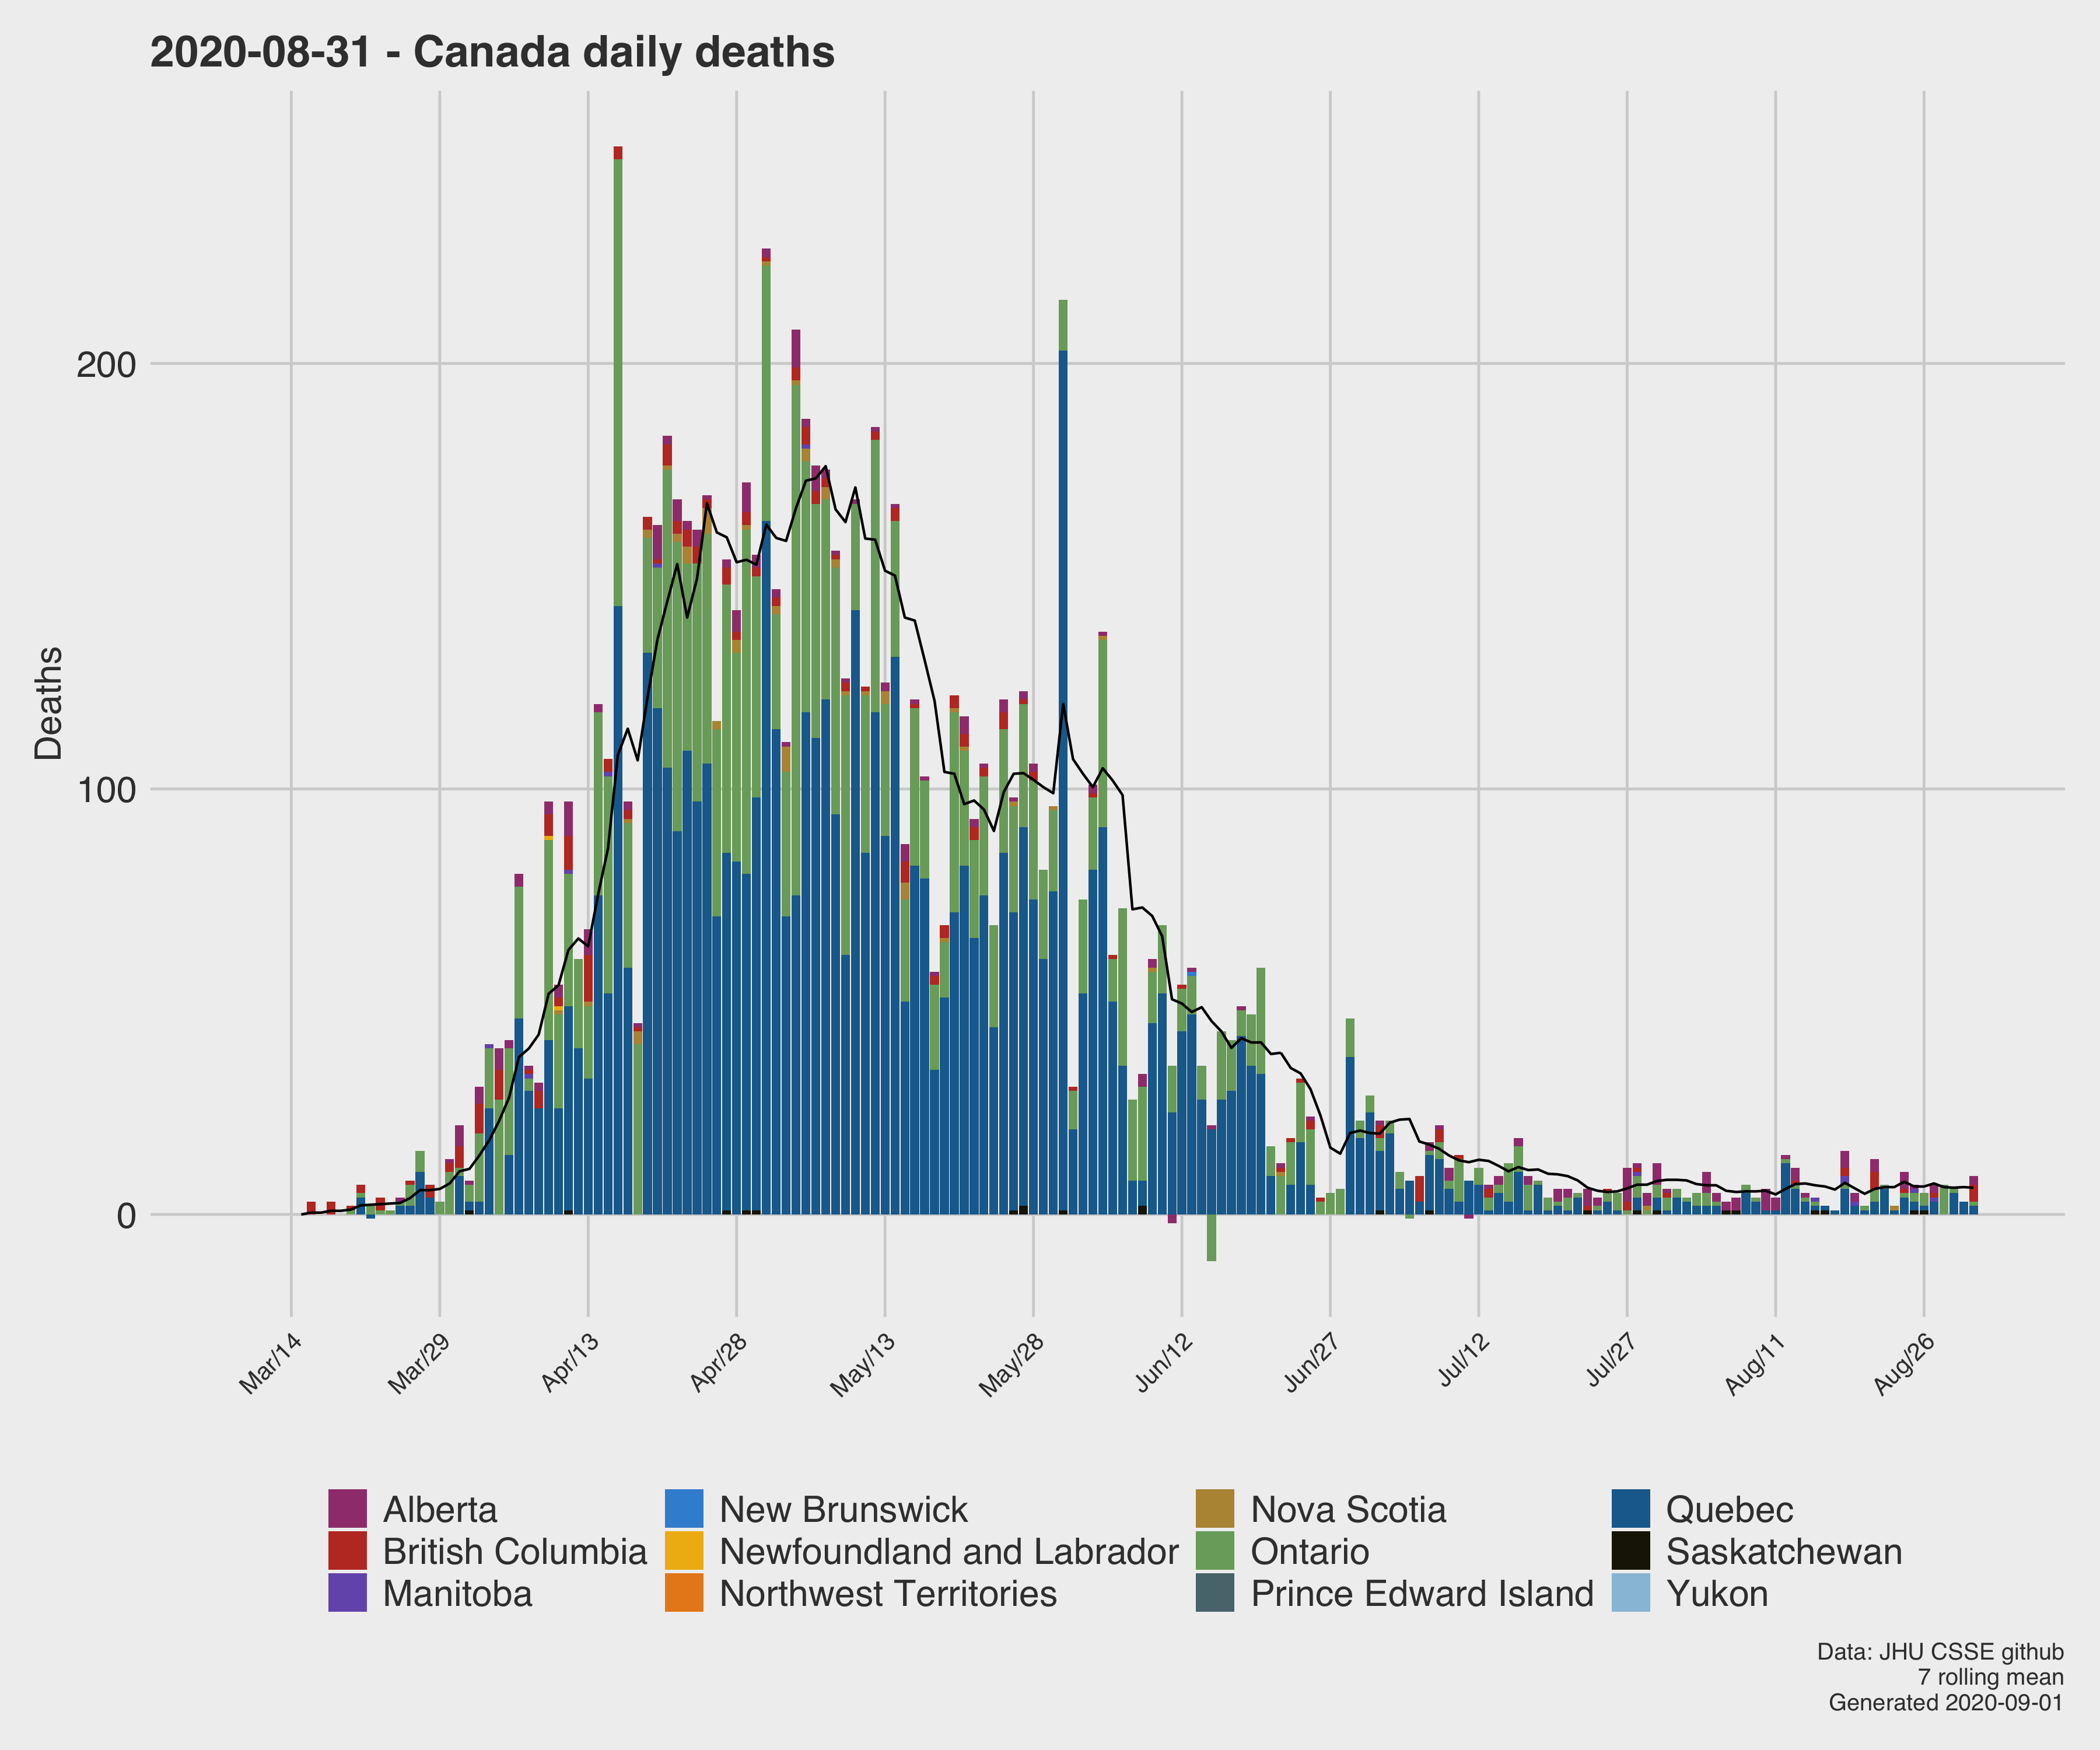 2020-08-31 - Canada daily deaths
Deaths
200
100
0
Mar/14
Mar/29
Apr/13
Apr/28
May/13
May/28
Jun/12
Jun/27
Jul/12
Jul/27
Aug/11
Aug/26
Alberta
New Brunswick
Nova Scotia
Quebec
British Columbia
Newfoundland and Labrador
Ontario
Saskatchewan
Manitoba
Northwest Territories
Prince Edward Island
Yukon
Data: JHU CSSE github
7 rolling mean
Generated 2020-09-01